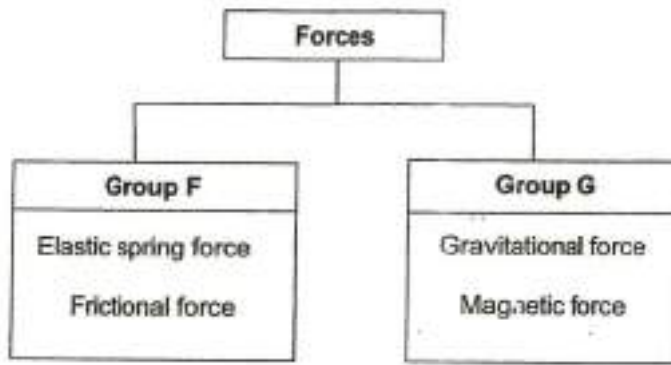 Forces
Group F
Elastic spring force
Frictional force
Group G
Gravitational force
Magnetic force